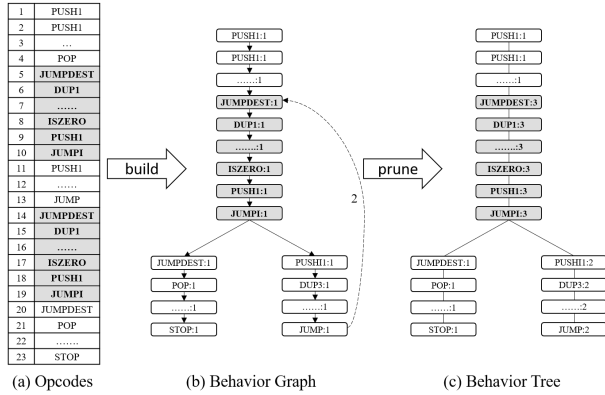 1 PUSH1
2 PUSH1
3 …
4 POP
5 JUMPDEST
6 DUP1
7 ……
8 ISZERO
9 PUSH1
10 JUMPI
11 PUSH1
12 ……
13 JUMP
14 JUMPDEST
15 DUP1
16 ……
17 ISZERO
18 PUSH1
19 JUMPI
20 JUMPDEST
21 POP
22 …….
23 STOP
(a) Opcodes
build
PUSH1:1
PUSH1:1
……:1
JUMPDEST:1
DUP1:1
…….:1
ISZERO:1
PUSH1:1
JUMPI:1
2
JUMPDEST:1
POP:1
……:1
STOP:1
PUSHI1:1
DUP3:1
……:1
JUMP:1
(b) Behavior Graph
prune
PUSH1:1
PUSH1:1
……:1
JUMPDEST:3
DUP1:3
…….:3
ISZERO:3
PUSH1:3
JUMPI:3
JUMPDEST:1
POP:1
……:1
STOP:1
PUSHI1:2
DUP3:2
……:2
JUMP:2
(c) Behavior Tree